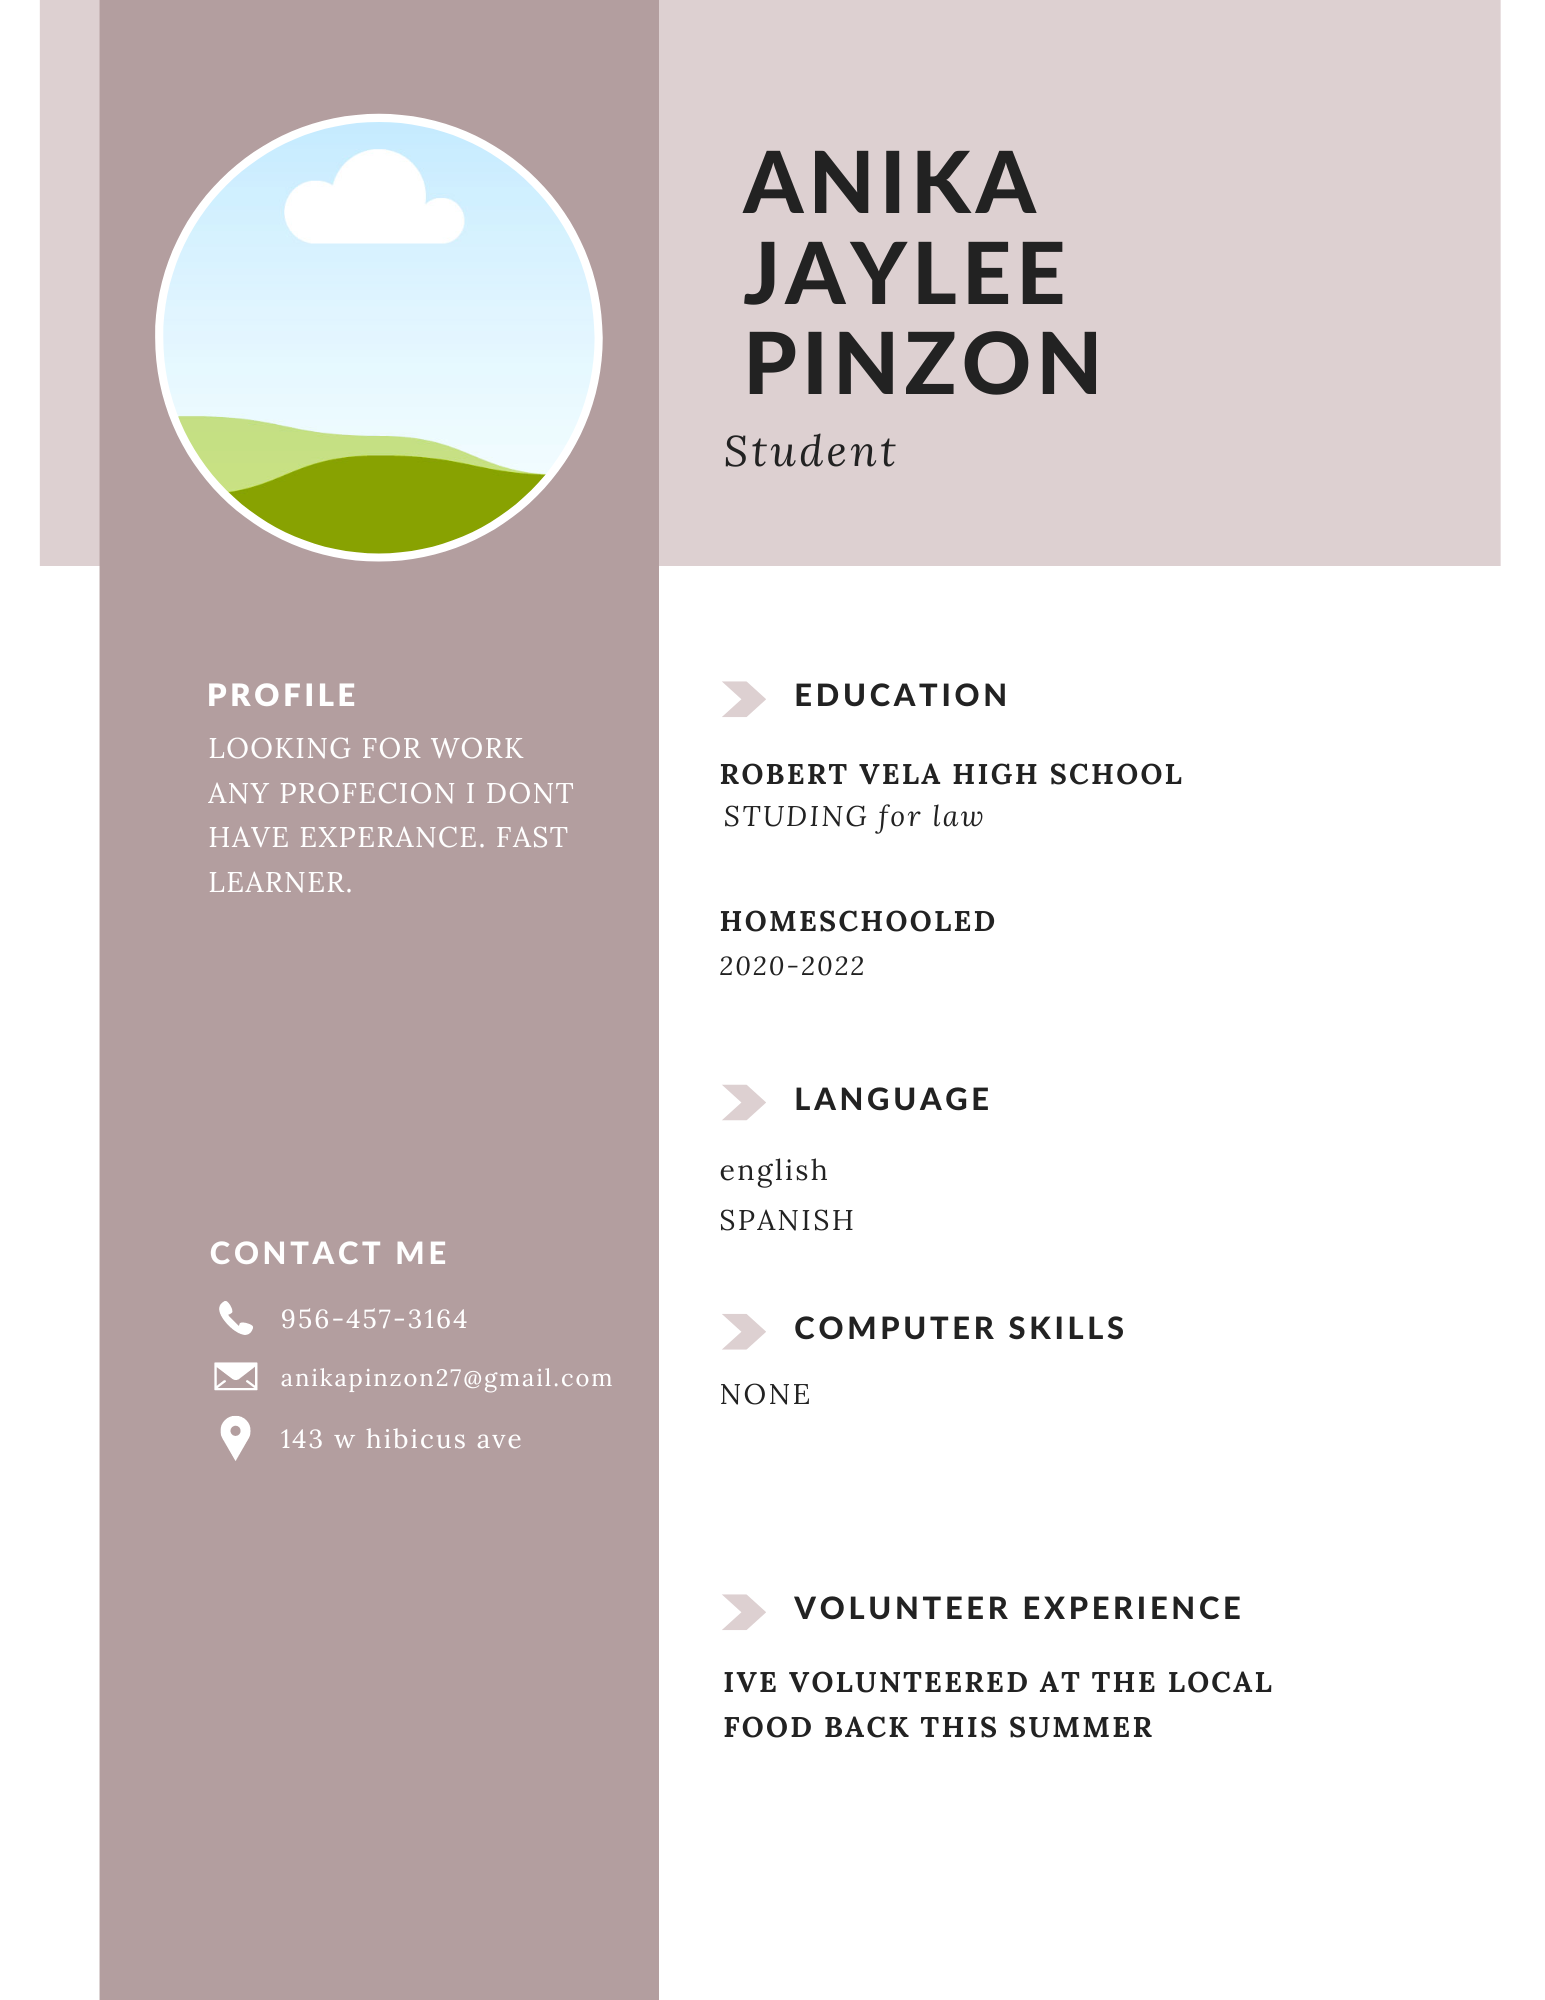 ANIKA
JAYLEE
PINZON
Student
PROFILE
LOOKING FOR WORK
ANY PROFECION I DONT
HAVE EXPERANCE. FAST
LEARNER.
CONTACT ME
956-457-3164
anikapinzon27@gmail.com
143 w hibicus ave
EDUCATION
ROBERT VELA HIGH SCHOOL
STUDING for law
HOMESCHOOLED
2020-2022
LANGUAGE
english
SPANISH
COMPUTER SKILLS
NONE
VOLUNTEER EXPERIENCE
IVE VOLUNTEERED AT THE LOCAL
FOOD BACK THIS SUMMER